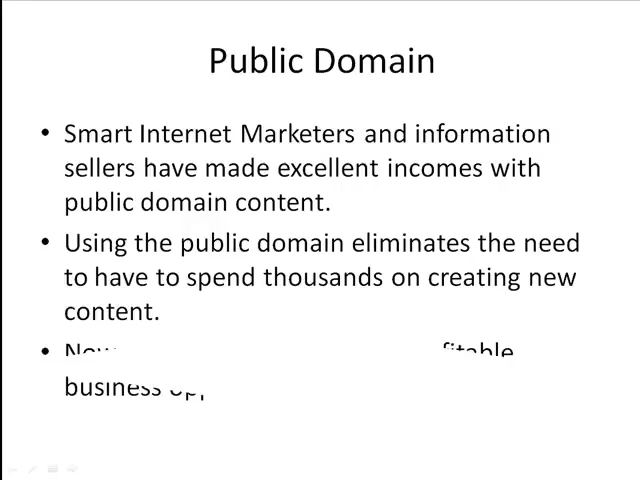 Public Domain
• Smart Internet Marketers and information
sellers have made excellent incomes with
public domain content.
• Using the public domain eliminates the need
to have to spend thousands on creating new
content.
•
business